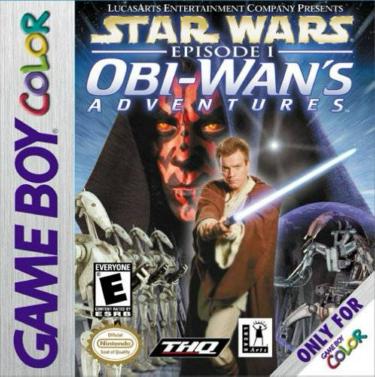 LUCASARTS ENTERTAINMENT COMPANY PRESENTS
STAR WARS
EPISODE I
OBI-WAN'S
ADVENTURES
GAME BOY COLOR
EVERYONE
E
CONTENT RATED BY
ESRB
Official
Nintendo
Seal of Quality
THQ
ONLY FOR
GAME BOY
COLOR